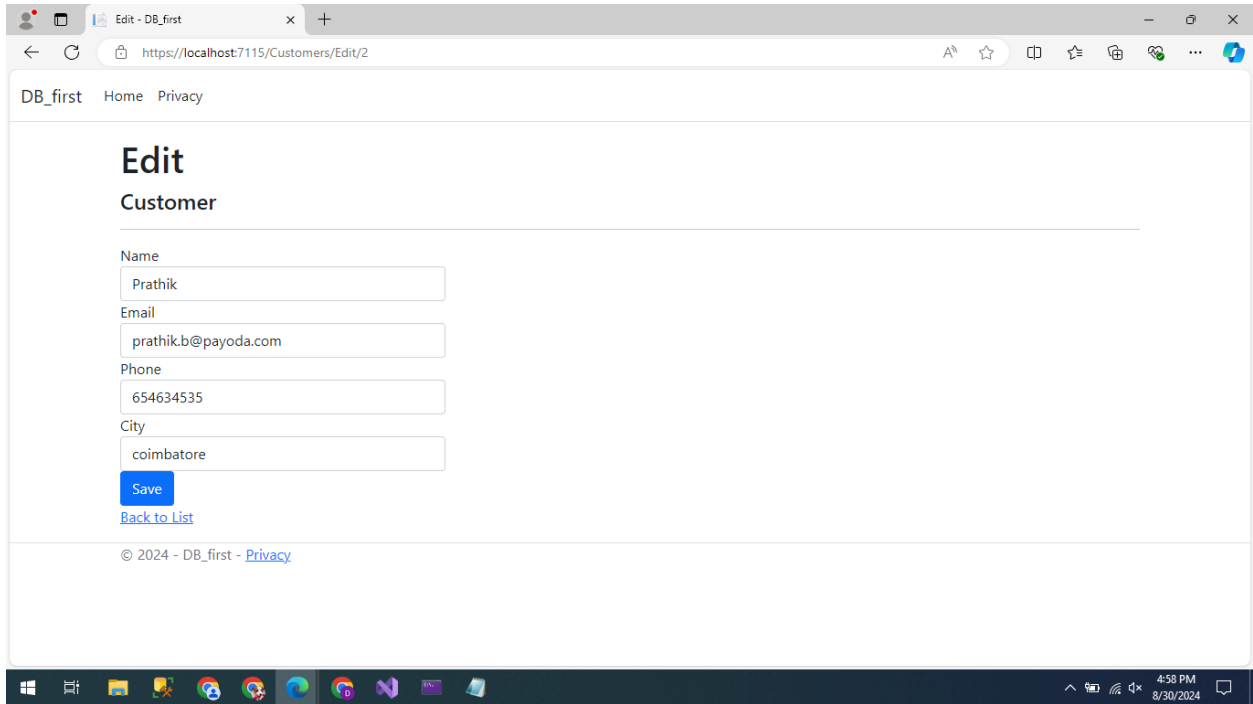 Edit - DB_first
https://localhost:7115/Customers/Edit/2
DB_first Home Privacy
Edit
Customer
Name
Prathik
Email
prathik.b@payoda.com
Phone
654634535
City
coimbatore
Save
Back to List
© 2024 - DB_first - Privacy
4:58 PM
8/30/2024